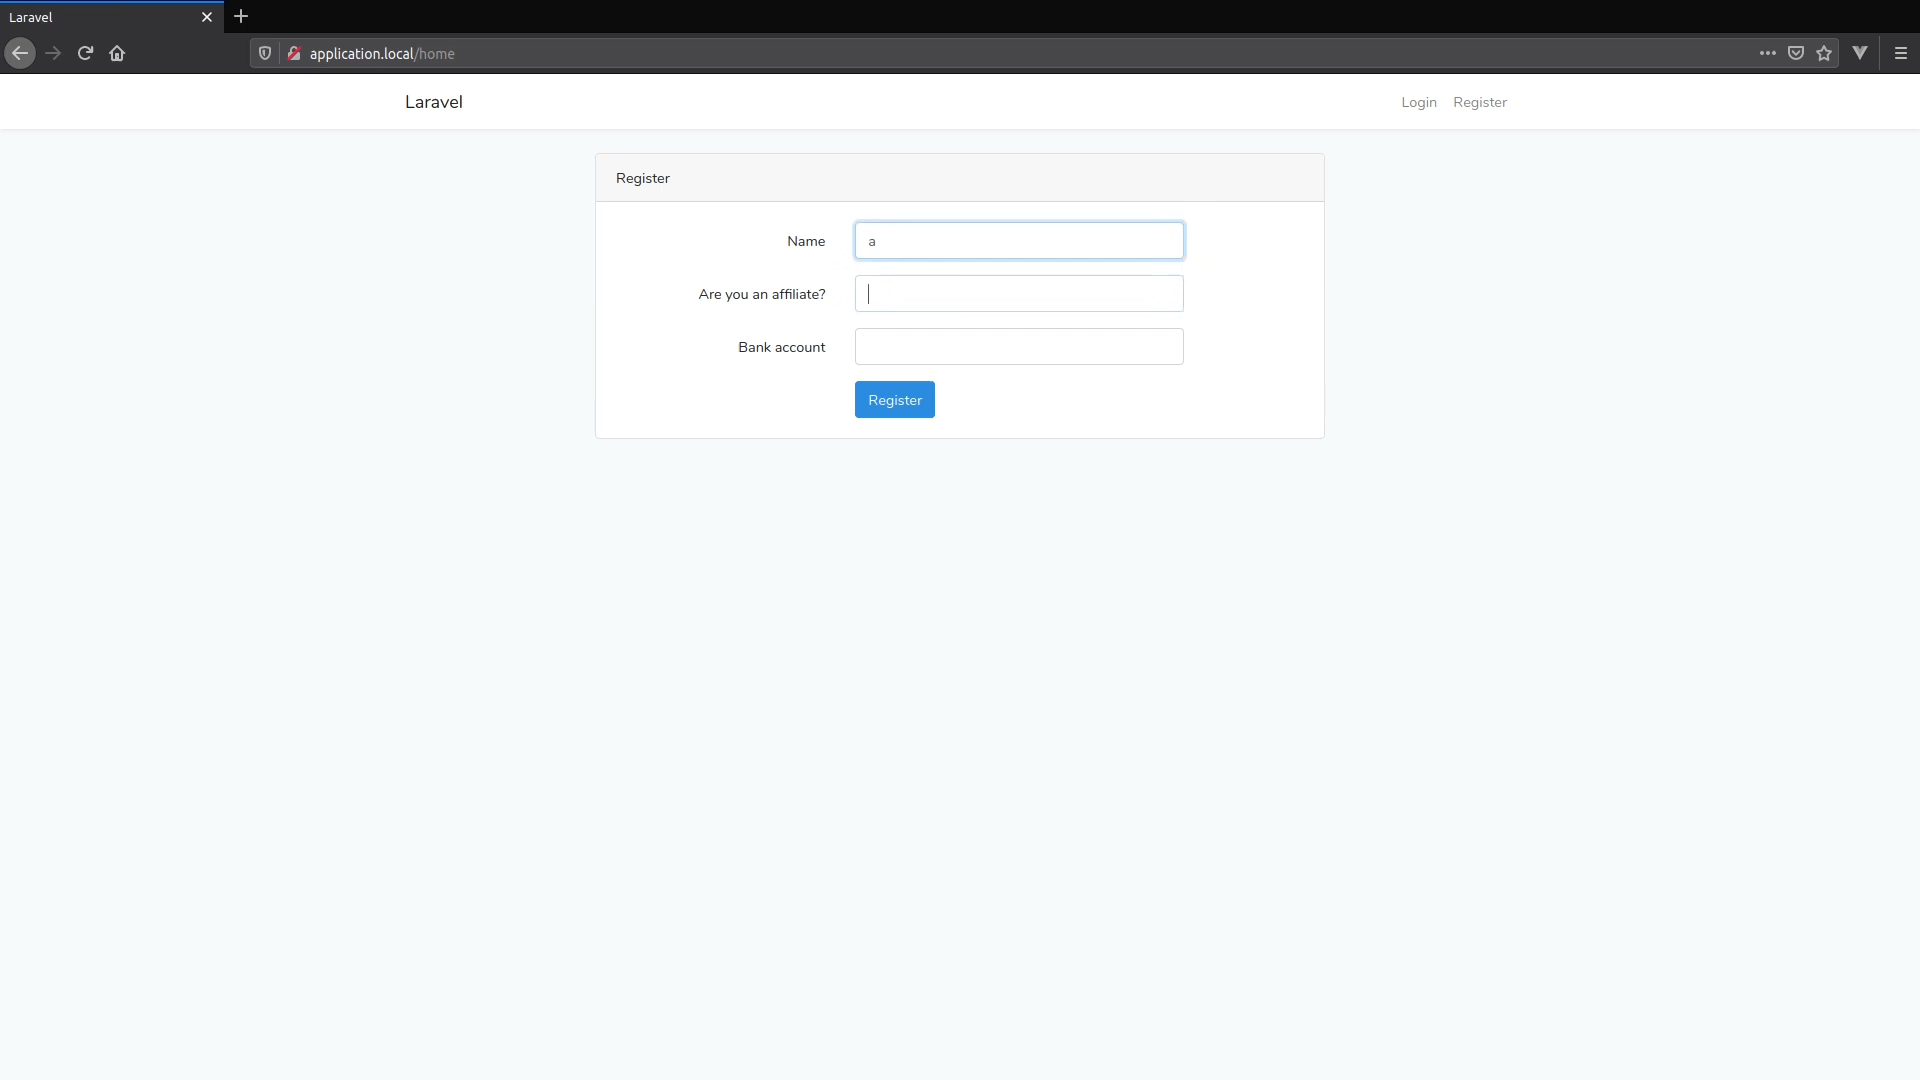 Laravel
application.local/home
Laravel
Login Register
Register
Name a
Are you an affiliate?
Bank account
Register